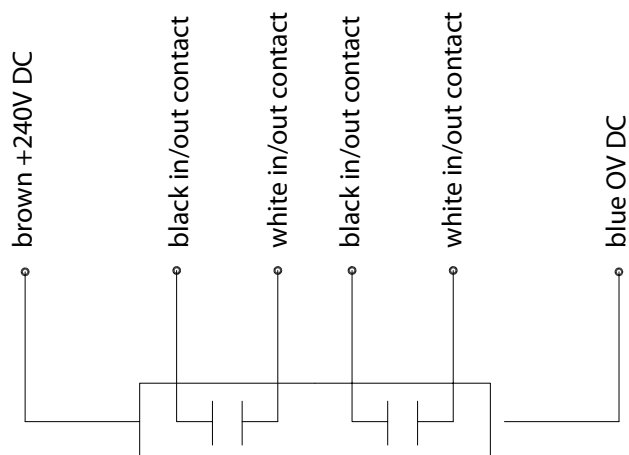 brown +240V DC
black in/out contact
white in/out contact
black in/out contact
white in/out contact
blue OV DC